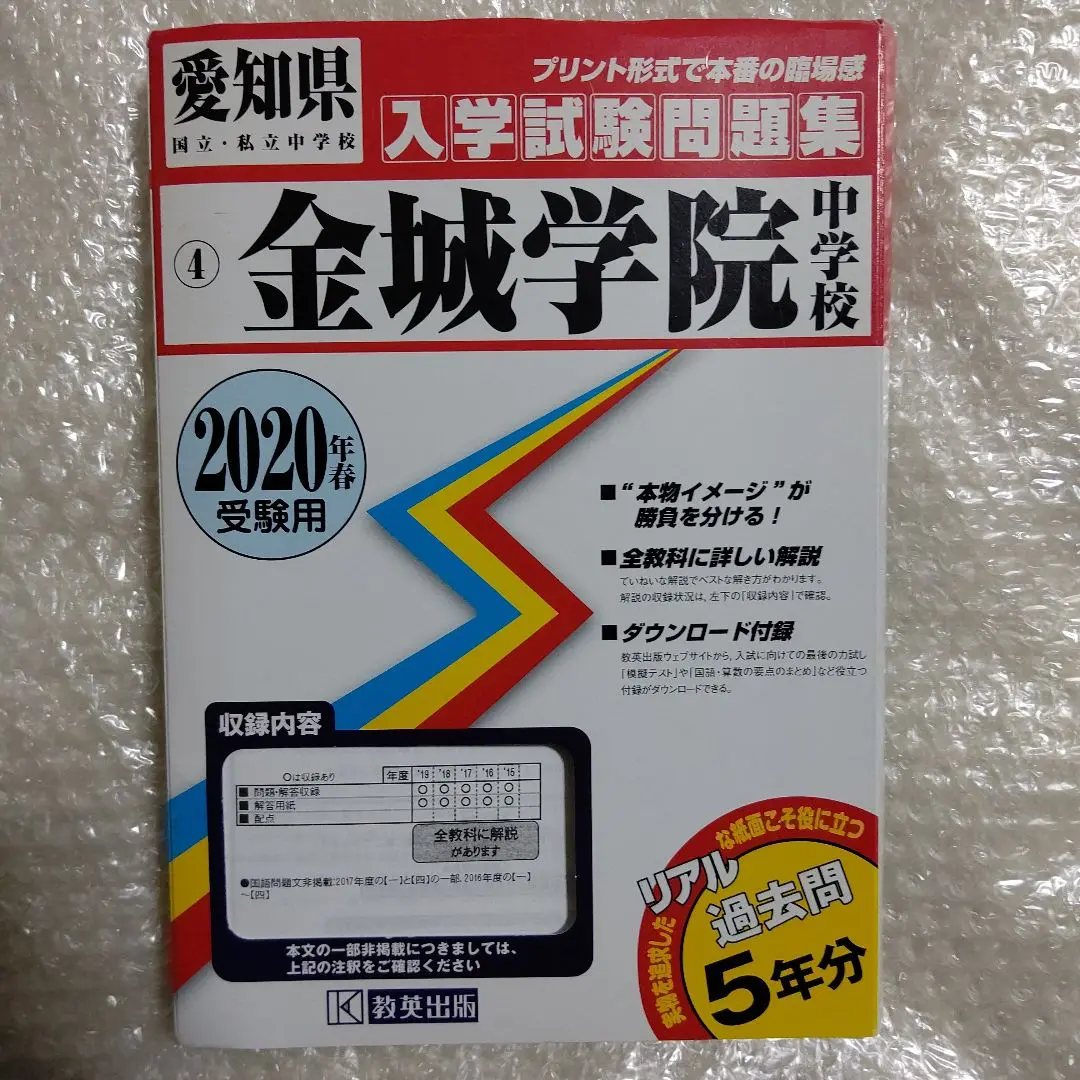 愛知県
国立・私立中学校
プリント形式で本番の臨場感
入学試験問題集
④
金城学院
中学校
2020年春
受験用
■“本物イメージ”が
勝負を分ける！
■全教科に詳しい解説
ていねいな解説でベストな解き方がわかります。
解説の収録状況は、左下の「収録内容」で確認。
■ダウンロード付録
教英出版ウェブサイトから、入試に向けての最後の力試し
「模擬テスト」や「国語・算数の要点のまとめ」など役立つ
付録がダウンロードできる。
収録内容
○は収録あり 年度 '19 '18 '17 '16 '15
■ 問題・解答収録 ○ ○ ○ ○ ○
■ 解答用紙 ○ ○ ○ ○ ○
■ 配点
全教科に解説
があります
●国語問題文非掲載:2017年度の【一】と【四】の一部、2016年度の【一】
～【四】
本文の一部非掲載につきましては、
上記の注釈をご確認ください
教英出版
実物を追求したリアルな紙面こそ役に立つ
過去問
5年分